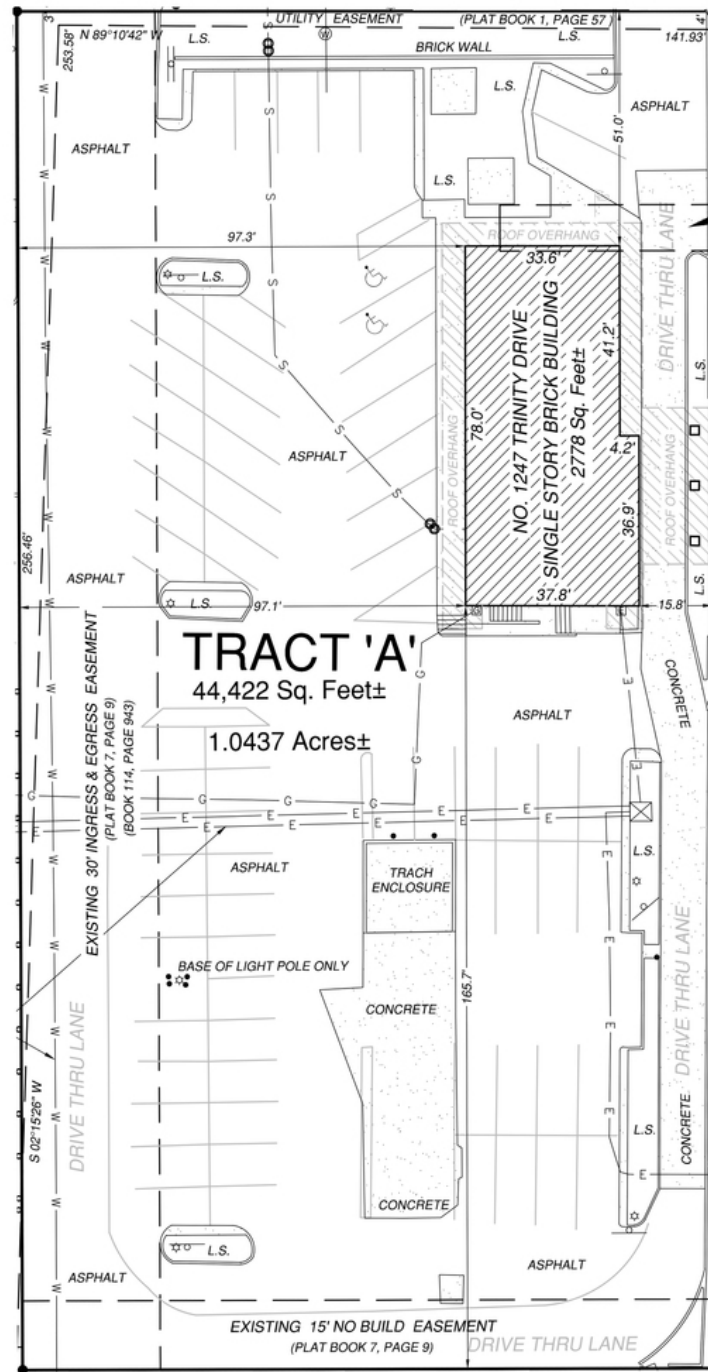 UTILITY EASEMENT (PLAT BOOK 1, PAGE 57)
3'
4'
N 89°10'42" W
253.58'
L.S.
W
L.S.
141.93'
BRICK WALL
S
L.S.
W
ASPHALT
51.0'
ASPHALT
L.S.
97.3'
ROOF OVERHANG
33.6'
DRIVE THRU LANE
L.S.
41.2'
NO. 1247 TRINITY DRIVE
SINGLE STORY BRICK BUILDING
2778 Sq. Feet±
78.0'
ROOF OVERHANG
ASPHALT
4.2'
ROOF OVERHANG
L.S.
36.9'
256.46'
ASPHALT
L.S.
97.1'
37.8'
15.8'
L.S.
G
E
TRACT 'A'
44,422 Sq. Feet±
1.0437 Acres±
ASPHALT
CONCRETE
EXISTING 30' INGRESS & EGRESS EASEMENT
(PLAT BOOK 7, PAGE 9)
(BOOK 114, PAGE 943)
G G G G
E E E E E
E E E E
ASPHALT
TRACH
ENCLOSURE
L.S.
BASE OF LIGHT POLE ONLY
165.7'
CONCRETE
DRIVE THRU LANE
DRIVE THRU LANE
S 02°15'26" W
CONCRETE
L.S.
E
CONCRETE
L.S.
ASPHALT
ASPHALT
EXISTING 15' NO BUILD EASEMENT
(PLAT BOOK 7, PAGE 9)
DRIVE THRU LANE